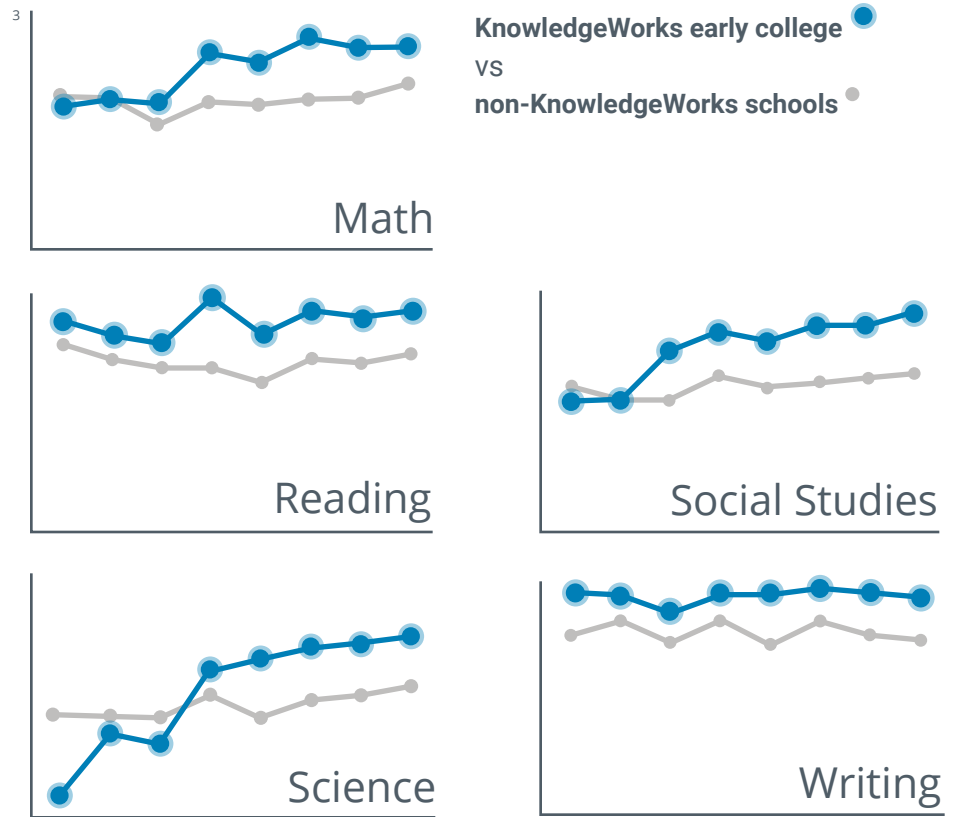 3
KnowledgeWorks early college
vs
non-KnowledgeWorks schools
Math
Reading
Social Studies
Science
Writing